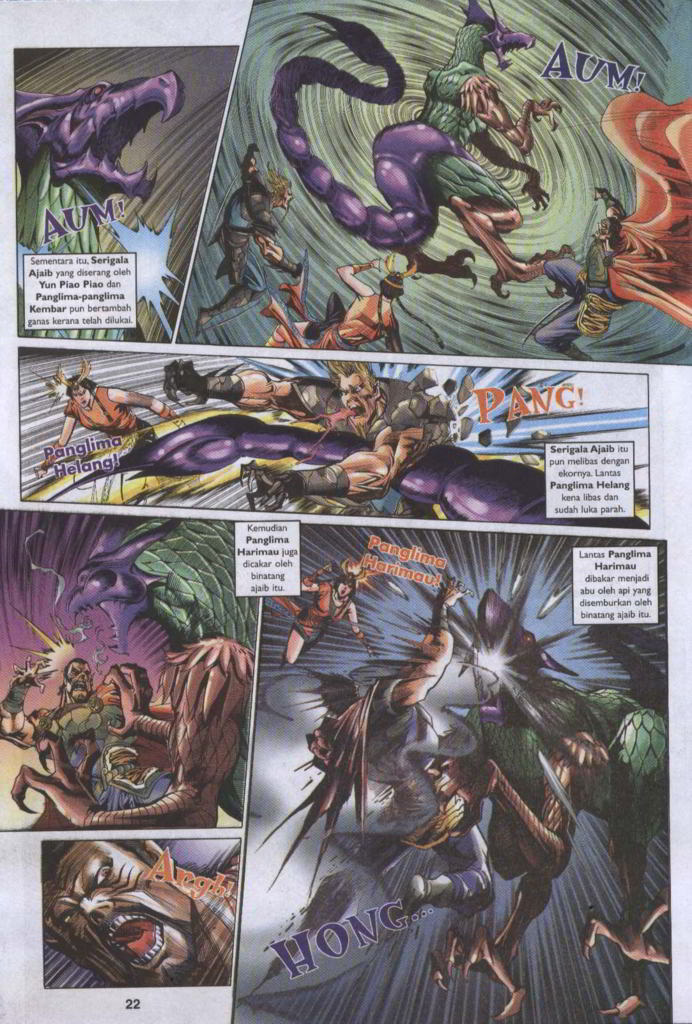 AUM!
Sementara itu, Serigala
Ajaib yang diserang oleh
Yun Piao Piao dan
Panglima-panglima
Kembar pun bertambah
ganas kerana telah dilukai.
AUM!
Panglima
Helang!
PANG!
Serigala Ajaib itu
pun melibas dengan
ekornya. Lantas
Panglima Helang
kena libas dan
sudah luka parah.
Kemudian
Panglima
Harimau juga
dicakar oleh
binatang
ajaib itu.
Panglima
Harimau!
Lantas Panglima
Harimau
dibakar menjadi
abu oleh api yang
disemburkan oleh
binatang ajaib itu.
Argh!
HONG...
22